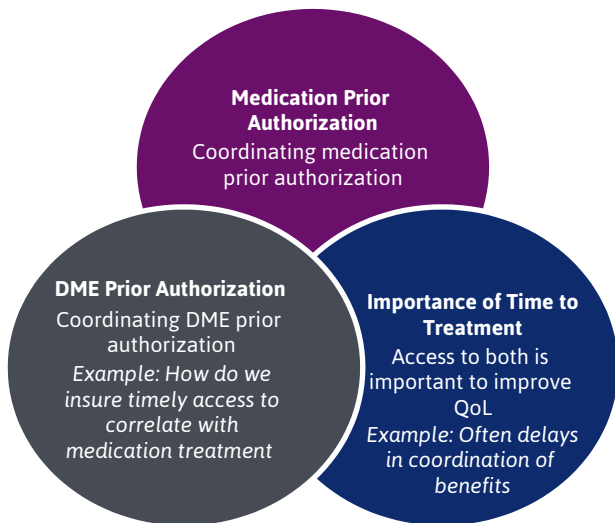 Medication Prior
Authorization
Coordinating medication
prior authorization
DME Prior Authorization
Coordinating DME prior
authorization
Example: How do we
insure timely access to
correlate with
medication treatment
Importance of Time to
Treatment
Access to both is
important to improve
QoL
Example: Often delays
in coordination of
benefits